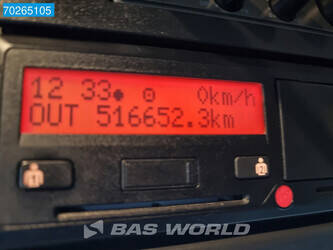 70265105
12 33● ⊙ 0km/h
OUT 516652.3km
1
2
BAS WORLD